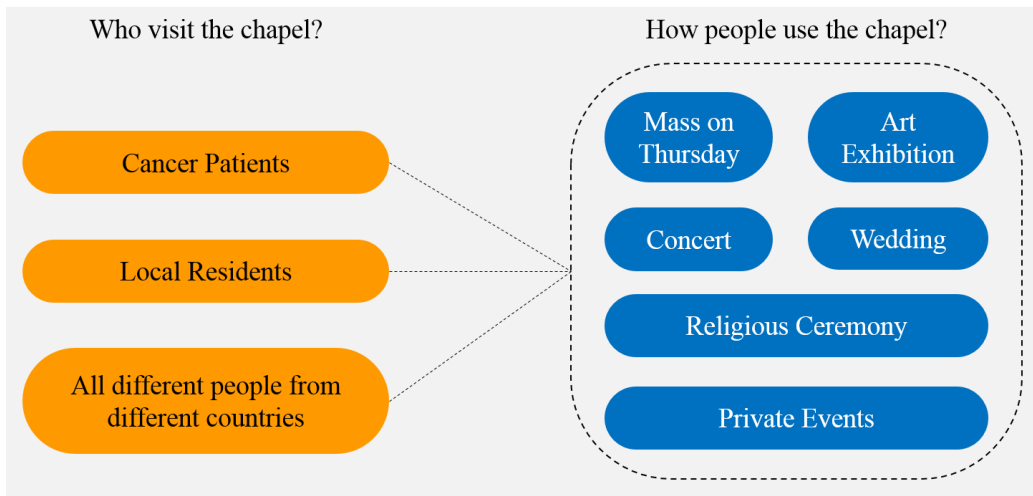 Who visit the chapel?
How people use the chapel?
Cancer Patients
Local Residents
All different people from
different countries
Mass on
Thursday
Art
Exhibition
Concert
Wedding
Religious Ceremony
Private Events